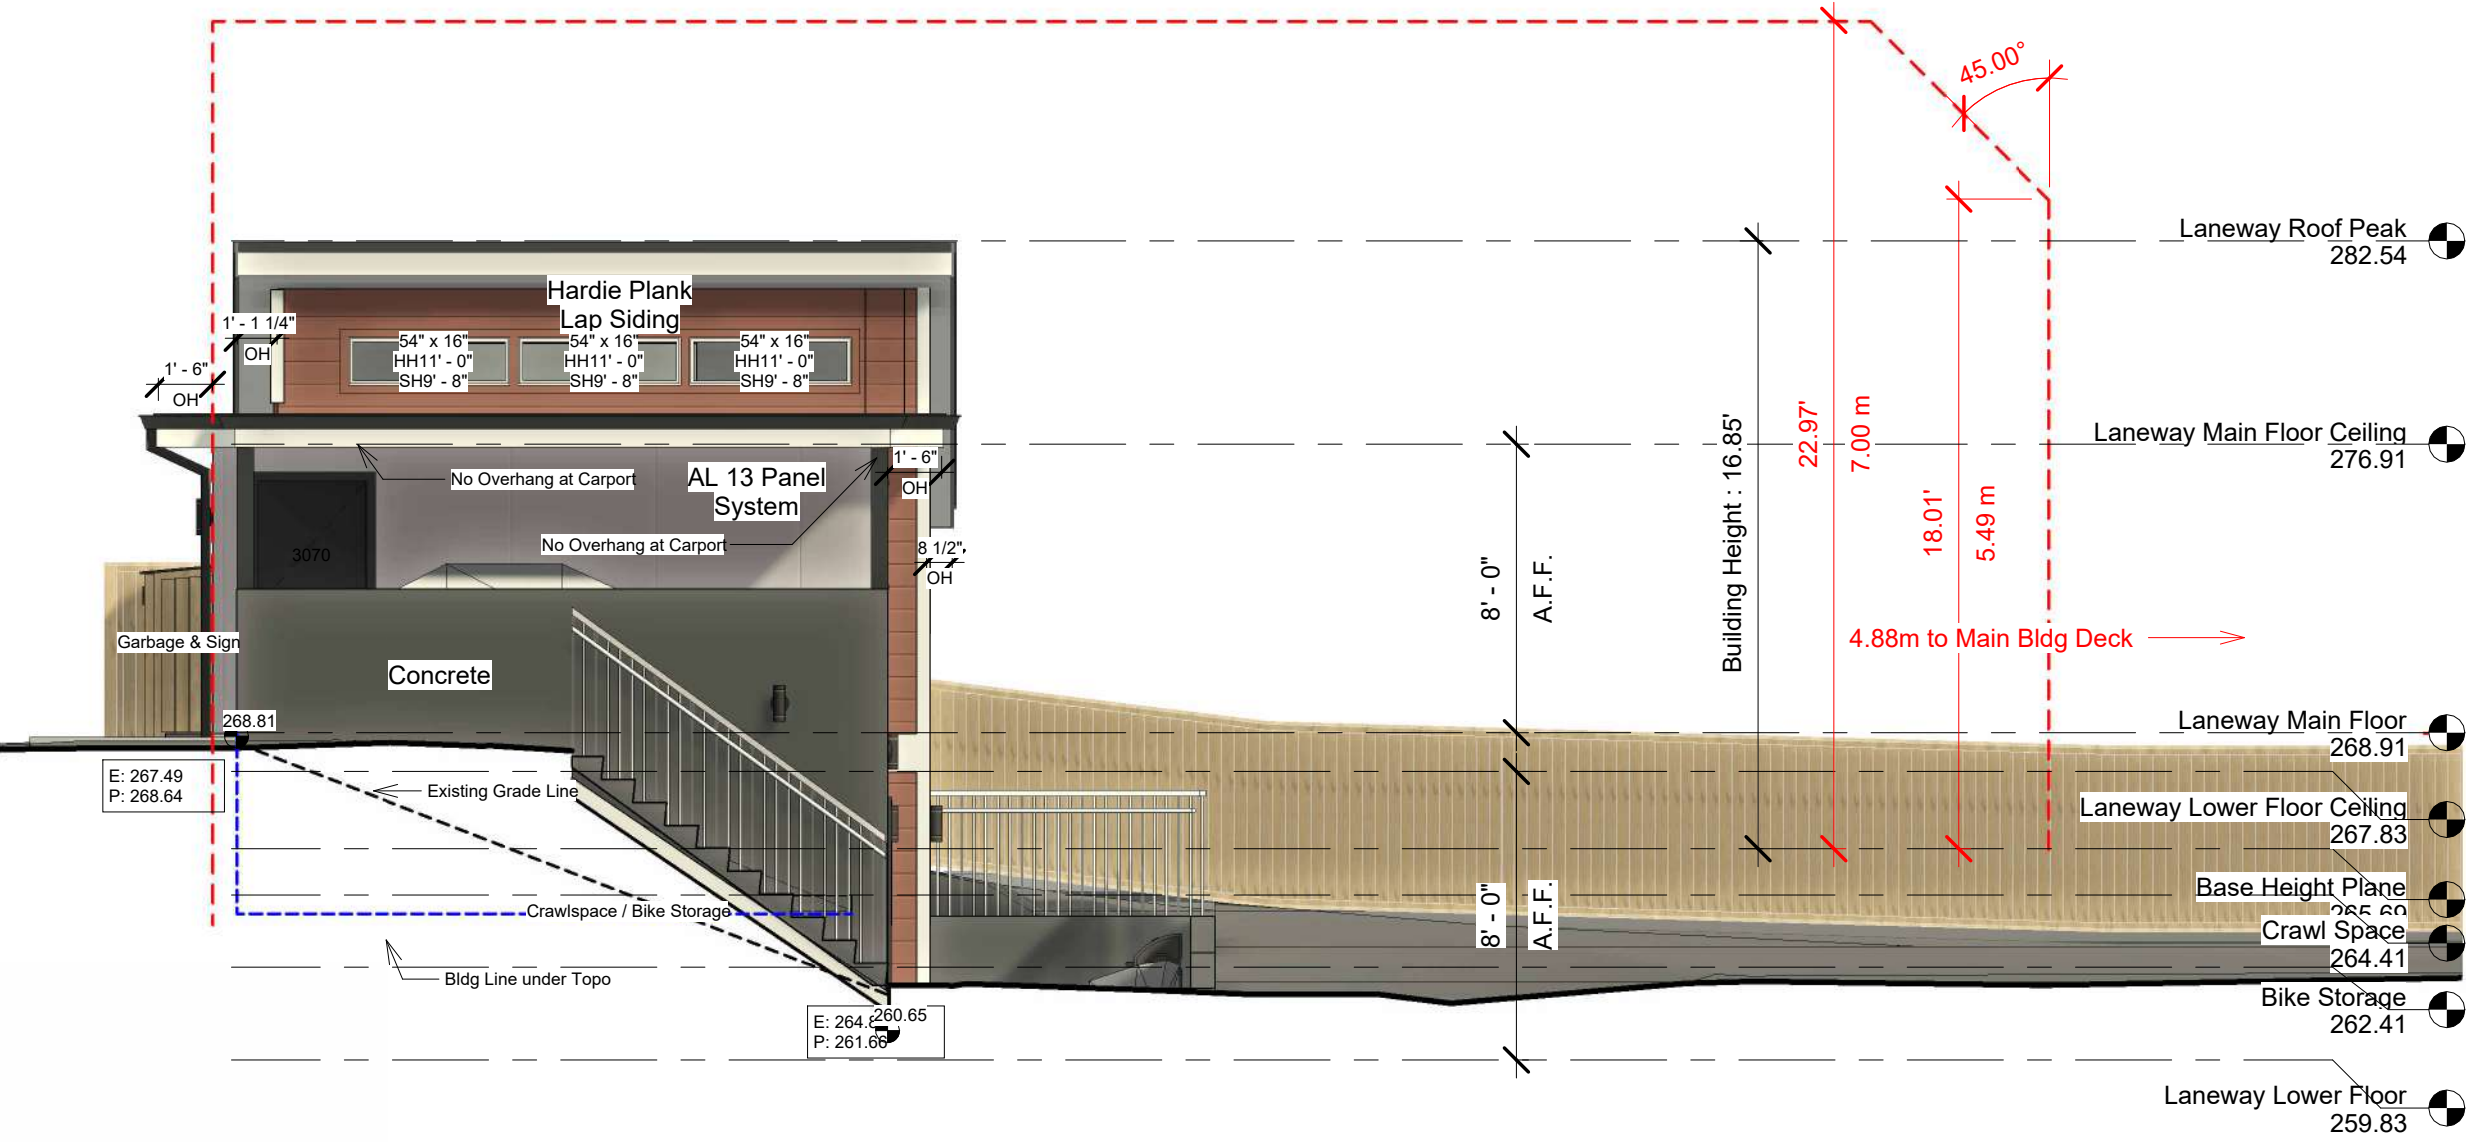 45.00°
Laneway Roof Peak
282.54
Hardie Plank
Lap Siding
1' - 1 1/4"
OH
54" x 16"
HH11' - 0"
SH9' - 8"
54" x 16"
HH11' - 0"
SH9' - 8"
54" x 16"
HH11' - 0"
SH9' - 8"
1' - 6"
OH
Building Height : 16.85'
22.97'
7.00 m
18.01'
5.49 m
Laneway Main Floor Ceiling
276.91
No Overhang at Carport
AL 13 Panel
System
1' - 6"
OH
No Overhang at Carport
3070
8 1/2"
OH
8' - 0"
A.F.F.
Garbage & Sign
Concrete
4.88m to Main Bldg Deck
268.81
Laneway Main Floor
268.91
E: 267.49
P: 268.64
Existing Grade Line
Laneway Lower Floor Ceiling
267.83
Base Height Plane
265.69
Crawlspace / Bike Storage
8' - 0"
A.F.F.
Crawl Space
264.41
Bldg Line under Topo
Bike Storage
262.41
E: 264.8
P: 261.66
260.65
Laneway Lower Floor
259.83